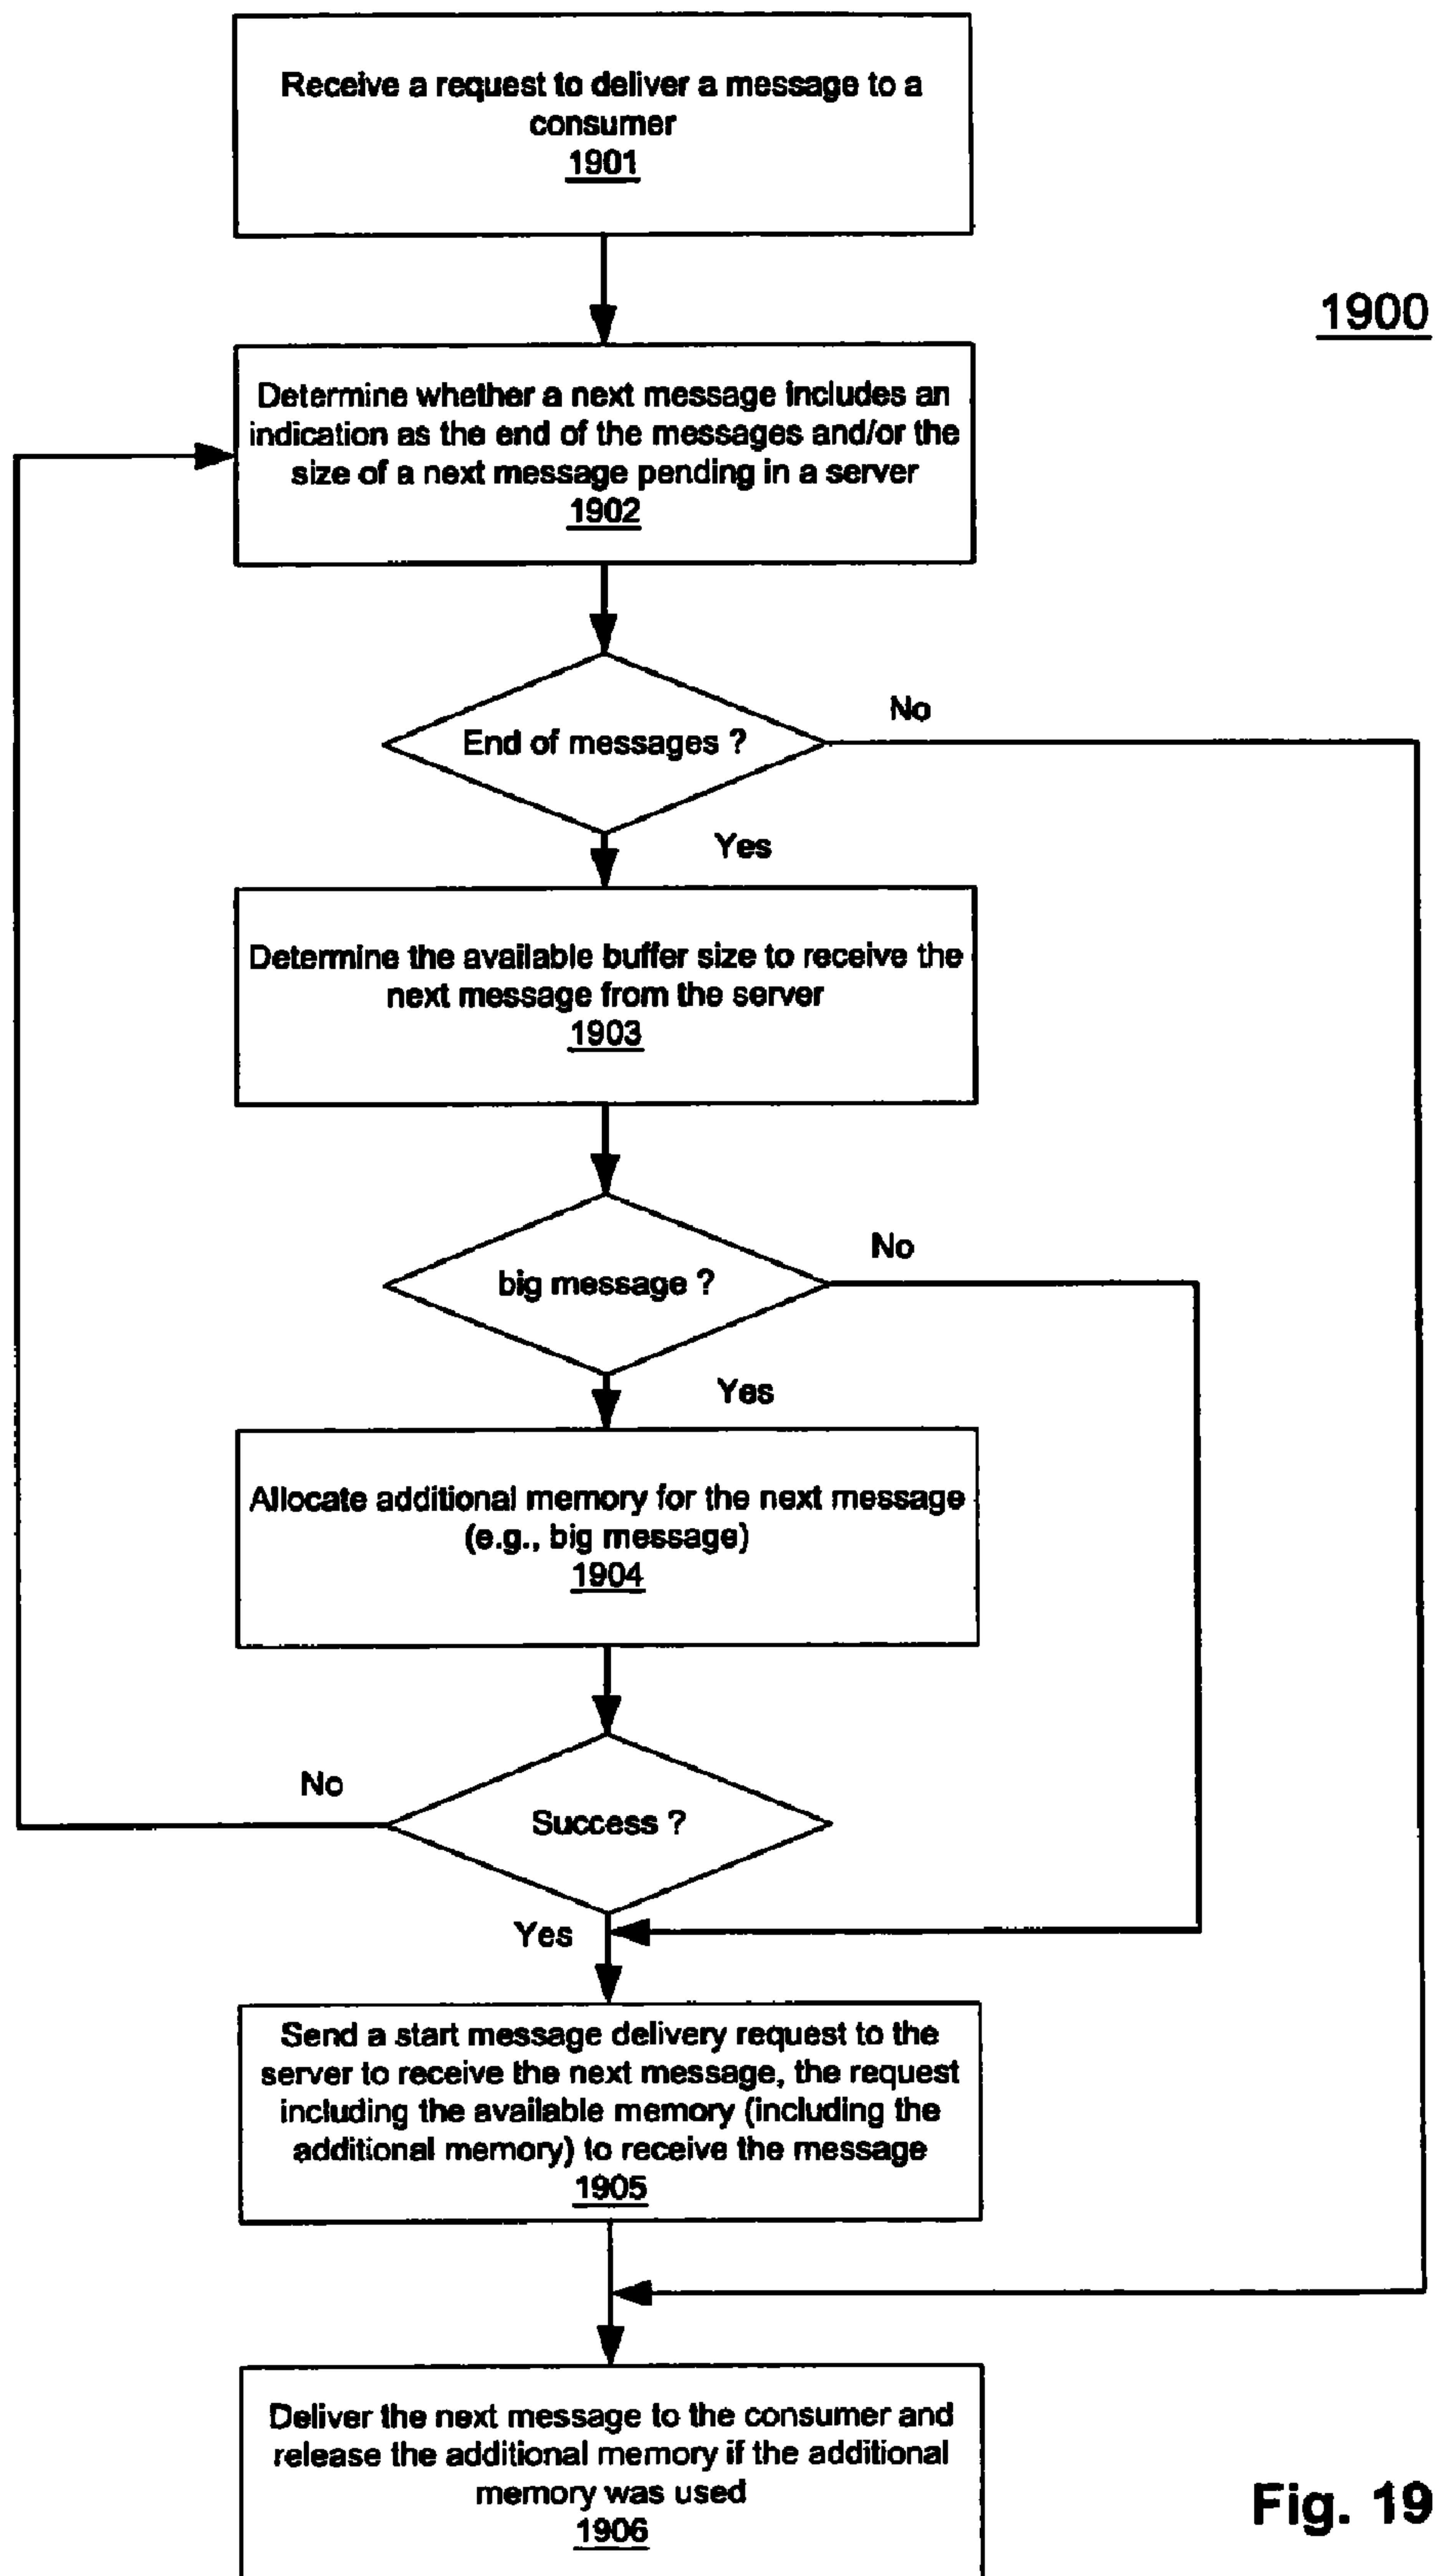 Receive a request to deliver a message to a
consumer
1901
1900
Determine whether a next message includes an
indication as the end of the messages and/or the
size of a next message pending in a server
1902
End of messages ?
No
Yes
Determine the available buffer size to receive the
next message from the server
1903
big message ?
No
Yes
Allocate additional memory for the next message
(e.g., big message)
1904
No
Success ?
Yes
Send a start message delivery request to the
server to receive the next message, the request
including the available memory (including the
additional memory) to receive the message
1905
Deliver the next message to the consumer and
release the additional memory if the additional
memory was used
1906
Fig. 19